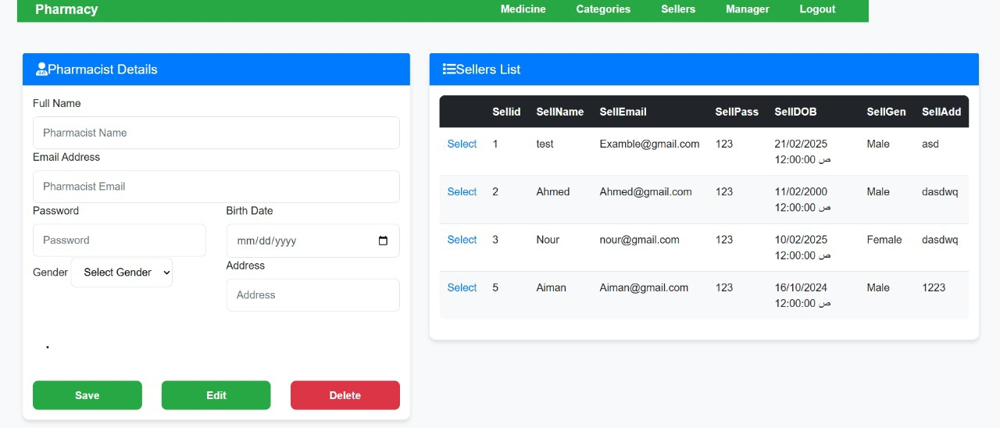 Pharmacy Medicine Categories Sellers Manager Logout
Pharmacist Details
Full Name
Pharmacist Name
Email Address
Pharmacist Email
Password Birth Date
Password mm/dd/yyyy
Gender Select Gender Address
Address
.
Save Edit Delete
Sellers List
Sellid SellName SellEmail SellPass SellDOB SellGen SellAdd
Select 1 test Examble@gmail.com 123 21/02/2025 Male asd
12:00:00 ص
Select 2 Ahmed Ahmed@gmail.com 123 11/02/2000 Male dasdwq
12:00:00 ص
Select 3 Nour nour@gmail.com 123 10/02/2025 Female dasdwq
12:00:00 ص
Select 5 Aiman Aiman@gmail.com 123 16/10/2024 Male 1223
12:00:00 ص